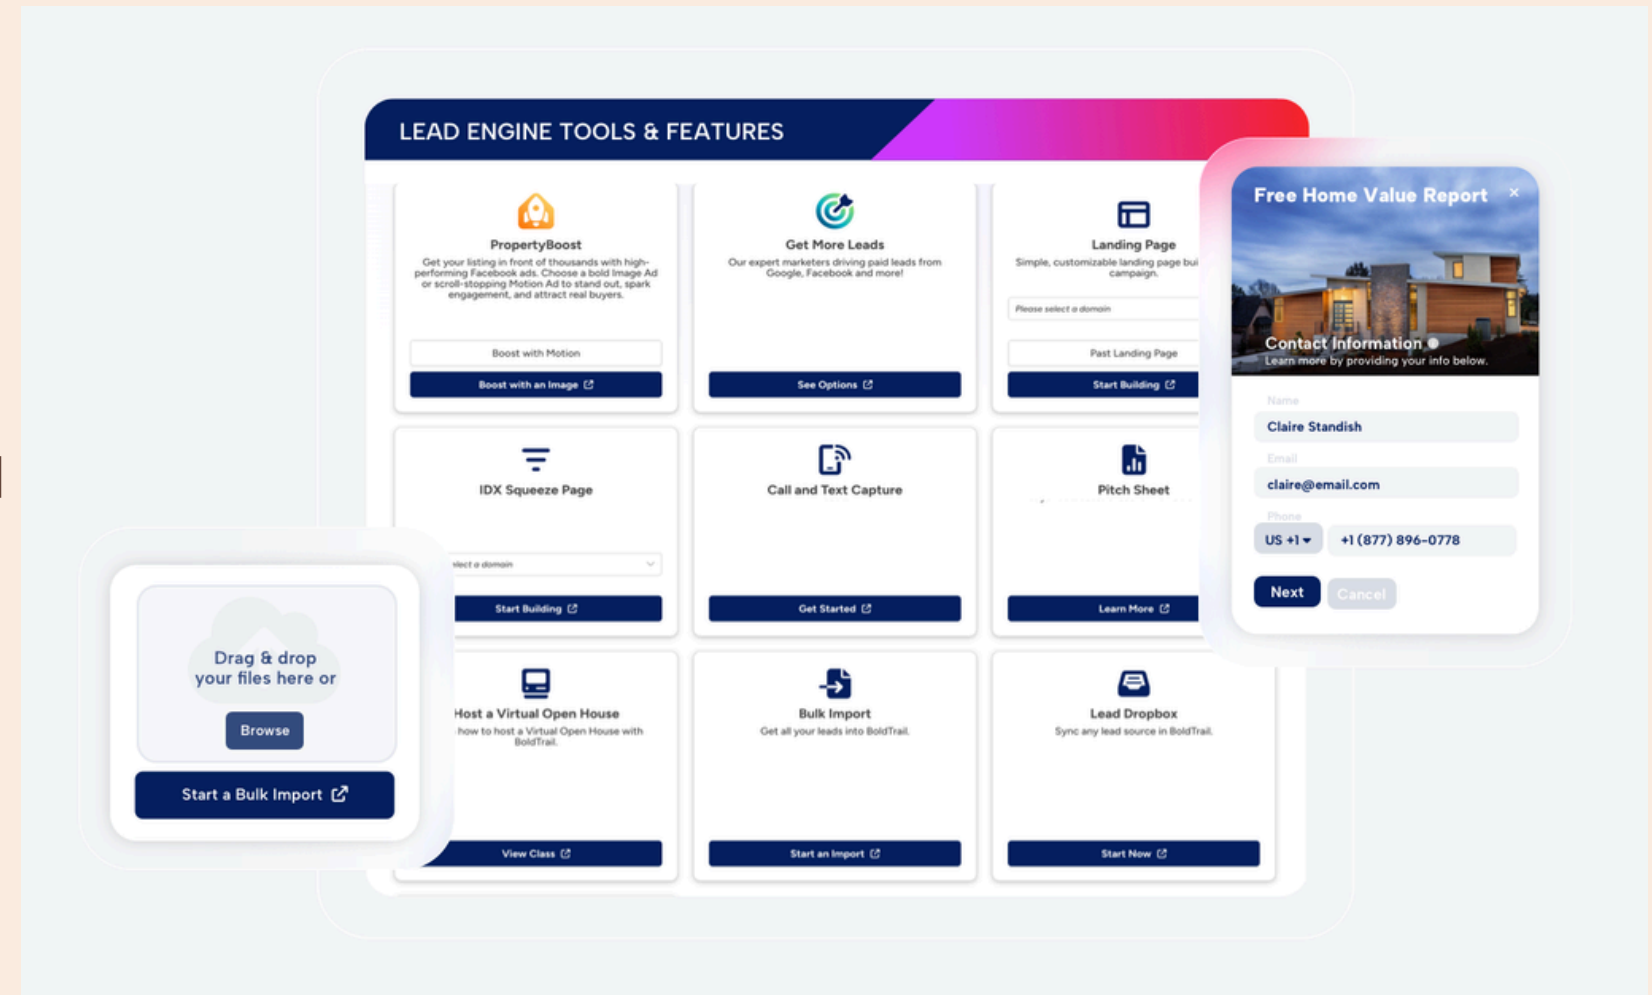 LEAD ENGINE TOOLS & FEATURES
PropertyBoost
Get your listing in front of thousands with high-
performing Facebook ads. Choose a bold Image Ad
or scroll-stopping Motion Ad to stand out, spark
engagement, and attract real buyers.
Boost with Motion
Boost with an Image
Get More Leads
Our expert marketers driving paid leads from
Google, Facebook and more!
See Options
Landing Page
Simple, customizable landing page bui
campaign.
Please select a domain
Past Landing Page
Start Building
IDX Squeeze Page
elect a domain
Start Building
Call and Text Capture
Get Started
Pitch Sheet
Learn More
Host a Virtual Open House
how to host a Virtual Open House with
BoldTrail.
View Class
Bulk Import
Get all your leads into BoldTrail.
Start an Import
Lead Dropbox
Sync any lead source in BoldTrail.
Start Now
Free Home Value Report
Contact Information
Learn more by providing your info below.
Name
Claire Standish
Email
claire@email.com
Phone
US +1
+1 (877) 896-0778
Next
Cancel
Drag & drop
your files here or
Browse
Start a Bulk Import